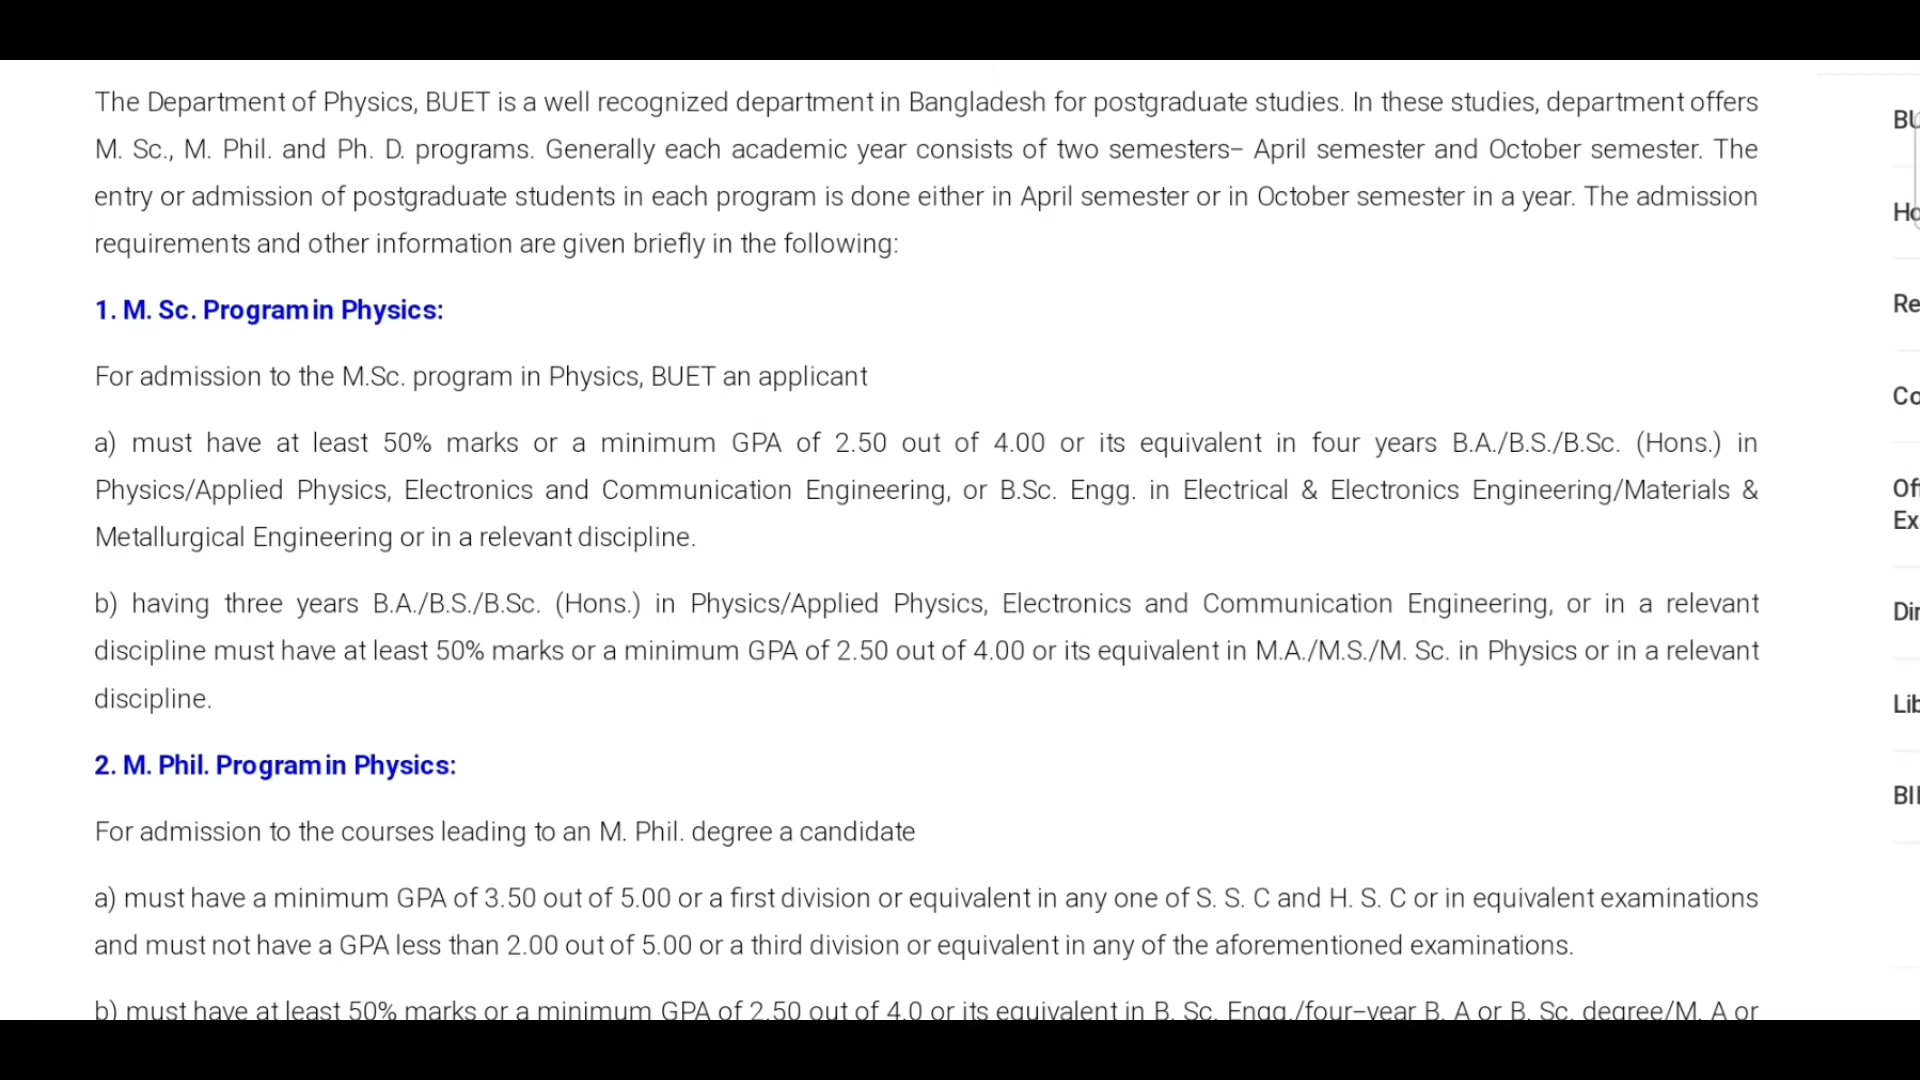 The Department of Physics, BUET is a well recognized department in Bangladesh for postgraduate studies. In these studies, department offers
M. Sc., M. Phil. and Ph. D. programs. Generally each academic year consists of two semesters– April semester and October semester. The
entry or admission of postgraduate students in each program is done either in April semester or in October semester in a year. The admission
requirements and other information are given briefly in the following:
1. M. Sc. Program in Physics:
For admission to the M.Sc. program in Physics, BUET an applicant
a) must have at least 50% marks or a minimum GPA of 2.50 out of 4.00 or its equivalent in four years B.A./B.S./B.Sc. (Hons.) in
Physics/Applied Physics, Electronics and Communication Engineering, or B.Sc. Engg. in Electrical & Electronics Engineering/Materials &
Metallurgical Engineering or in a relevant discipline.
b) having three years B.A./B.S./B.Sc. (Hons.) in Physics/Applied Physics, Electronics and Communication Engineering, or in a relevant
discipline must have at least 50% marks or a minimum GPA of 2.50 out of 4.00 or its equivalent in M.A./M.S./M. Sc. in Physics or in a relevant
discipline.
2. M. Phil. Program in Physics:
For admission to the courses leading to an M. Phil. degree a candidate
a) must have a minimum GPA of 3.50 out of 5.00 or a first division or equivalent in any one of S. S. C and H. S. C or in equivalent examinations
and must not have a GPA less than 2.00 out of 5.00 or a third division or equivalent in any of the aforementioned examinations.
b) must have at least 50% marks or a minimum GPA of 2.50 out of 4.0 or its equivalent in B. Sc. Engg./four–year B. A or B. Sc. degree/M. A or
Ho
Re
Co
Ex
Lib